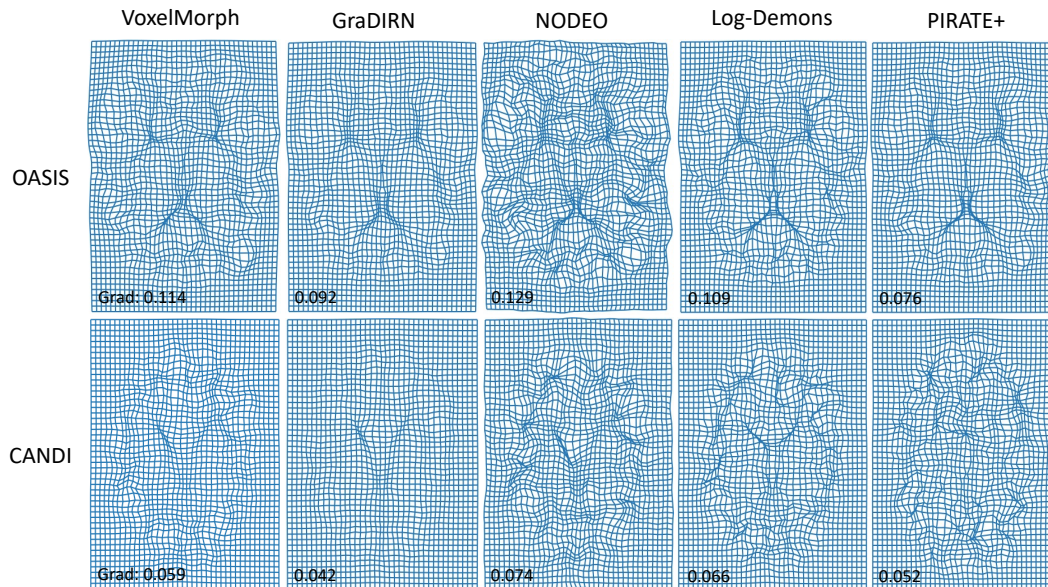 VoxelMorph GraDIRN NODEO Log-Demons PIRATE+
OASIS
Grad: 0.114 0.092 0.129 0.109 0.076
CANDI
Grad: 0.059 0.042 0.074 0.066 0.052